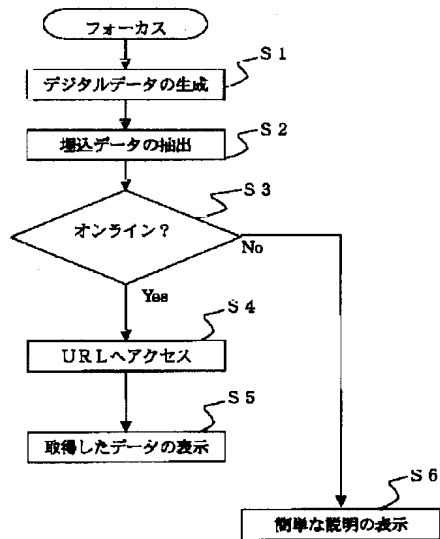 フォーカス
S1
デジタルデータの生成
S2
埋込データの抽出
S3
オンライン？
No
Yes
S4
URLへアクセス
S5
取得したデータの表示
S6
簡単な説明の表示